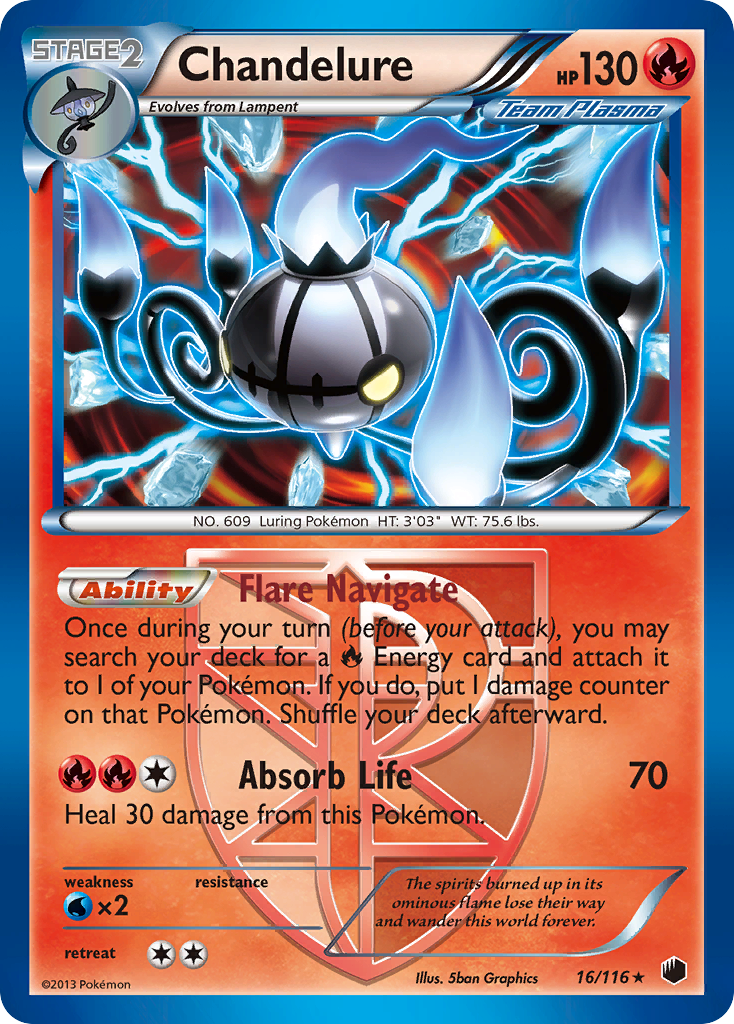 STAGE2
Chandelure
HP130
Evolves from Lampent
Team Plasma
NO. 609 Luring Pokémon HT: 3'03" WT: 75.6 lbs.
Ability Flare Navigate
Once during your turn (before your attack), you may
search your deck for a Energy card and attach it
to 1 of your Pokémon. If you do, put 1 damage counter
on that Pokémon. Shuffle your deck afterward.
Absorb Life 70
Heal 30 damage from this Pokémon.
weakness resistance
×2
The spirits burned up in its
ominous flame lose their way
and wander this world forever.
retreat
©2013 Pokémon
Illus. 5ban Graphics
16/116 ★